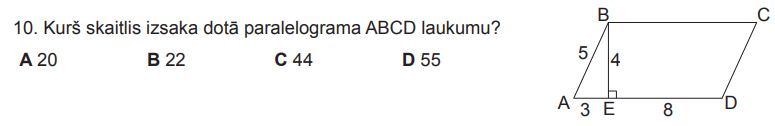 10. Kurš skaitlis izsaka dotā paralelograma ABCD laukumu?
A 20 B 22 C 44 D 55
B C
5 4
A 3 E 8 D